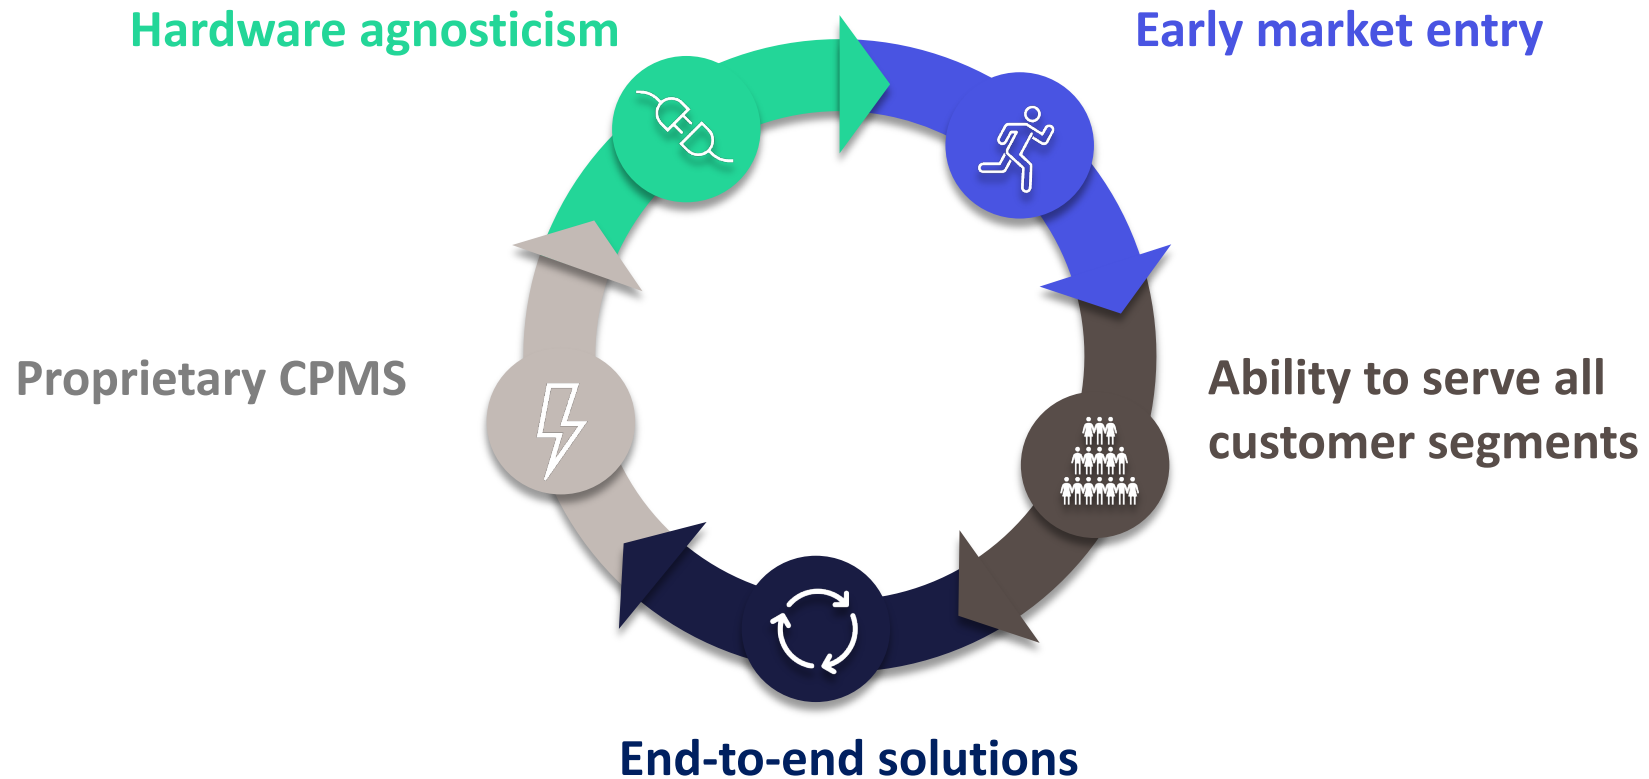 Hardware agnosticism
Early market entry
Proprietary CPMS
Ability to serve all
customer segments
End-to-end solutions